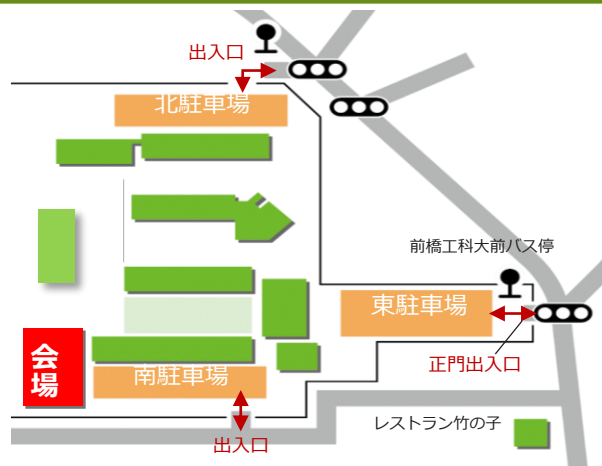 出入口
北駐車場
前橋工科大前バス停
東駐車場
正門出入口
会
場
南駐車場
レストラン竹の子
出入口